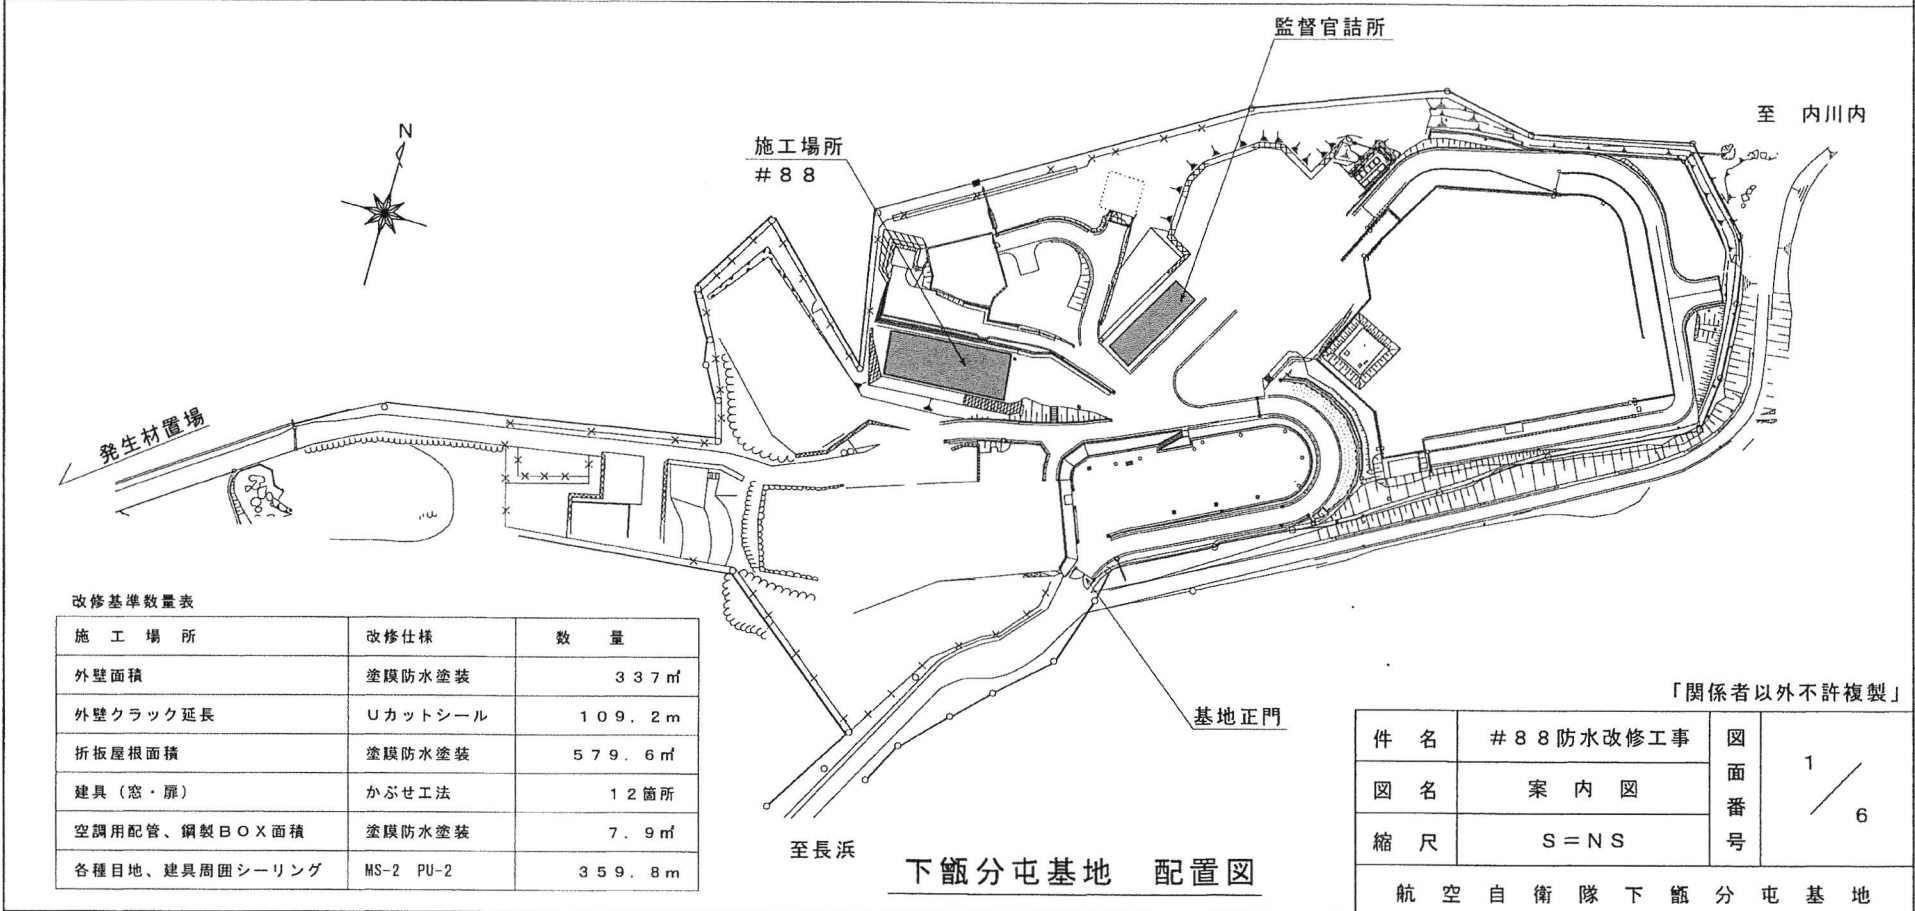 監督官詰所
至 内川内
N
施工場所
＃８８
発生材置場
改修基準数量表
施 工 場 所 改修仕様 数 量
外壁面積 塗膜防水塗装 ３３７㎡
外壁クラック延長 Uカットシール １０９．２ｍ
折板屋根面積 塗膜防水塗装 ５７９．６㎡
建具（窓・扉） かぶせ工法 １２箇所
空調用配管、鋼製ＢＯＸ面積 塗膜防水塗装 ７．９㎡
各種目地、建具周囲シーリング MS-2 PU-2 ３５９．８ｍ
基地正門
至長浜
下甑分屯基地 配置図
「関係者以外不許複製」
件 名 ＃８８防水改修工事
図 名 案 内 図
縮 尺 Ｓ＝ＮＳ
図面番号 1／6
航 空 自 衛 隊 下 甑 分 屯 基 地